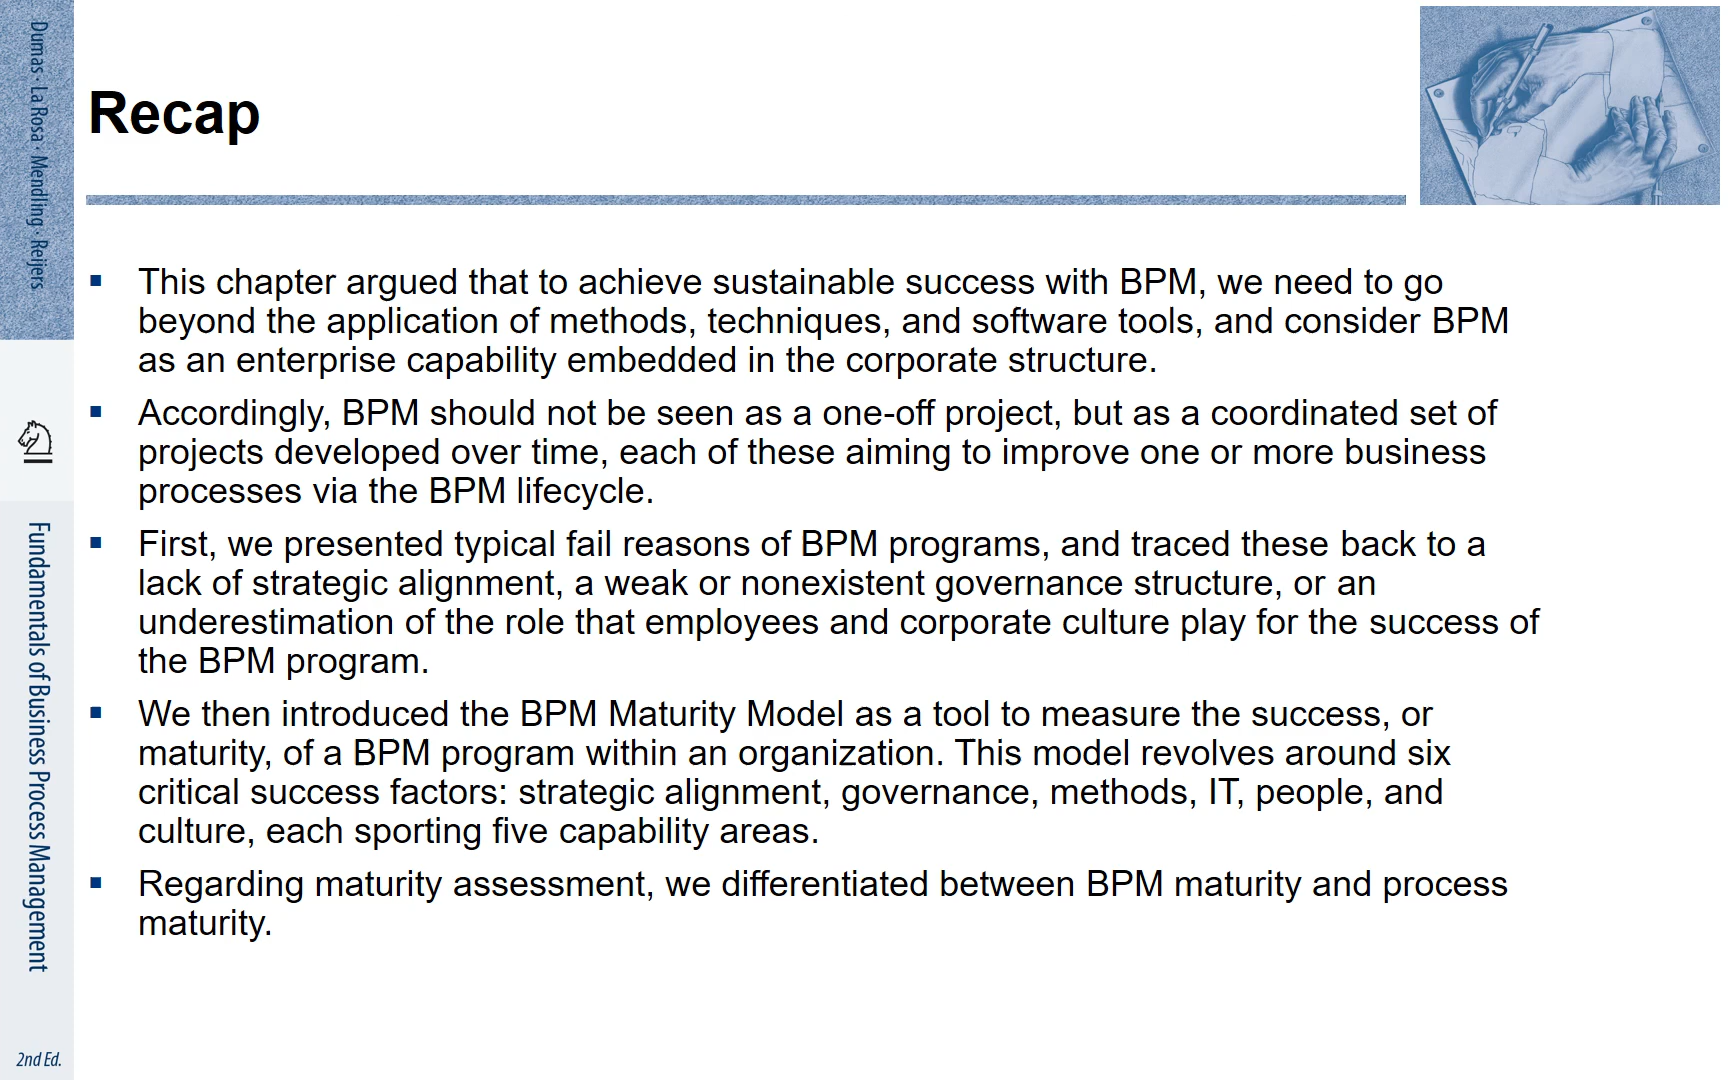 Dumas · La Rosa · Mendling · Reijers
Fundamentals of Business Process Management
2nd Ed.
Recap
▪ This chapter argued that to achieve sustainable success with BPM, we need to go
beyond the application of methods, techniques, and software tools, and consider BPM
as an enterprise capability embedded in the corporate structure.
▪ Accordingly, BPM should not be seen as a one-off project, but as a coordinated set of
projects developed over time, each of these aiming to improve one or more business
processes via the BPM lifecycle.
▪ First, we presented typical fail reasons of BPM programs, and traced these back to a
lack of strategic alignment, a weak or nonexistent governance structure, or an
underestimation of the role that employees and corporate culture play for the success of
the BPM program.
▪ We then introduced the BPM Maturity Model as a tool to measure the success, or
maturity, of a BPM program within an organization. This model revolves around six
critical success factors: strategic alignment, governance, methods, IT, people, and
culture, each sporting five capability areas.
▪ Regarding maturity assessment, we differentiated between BPM maturity and process
maturity.